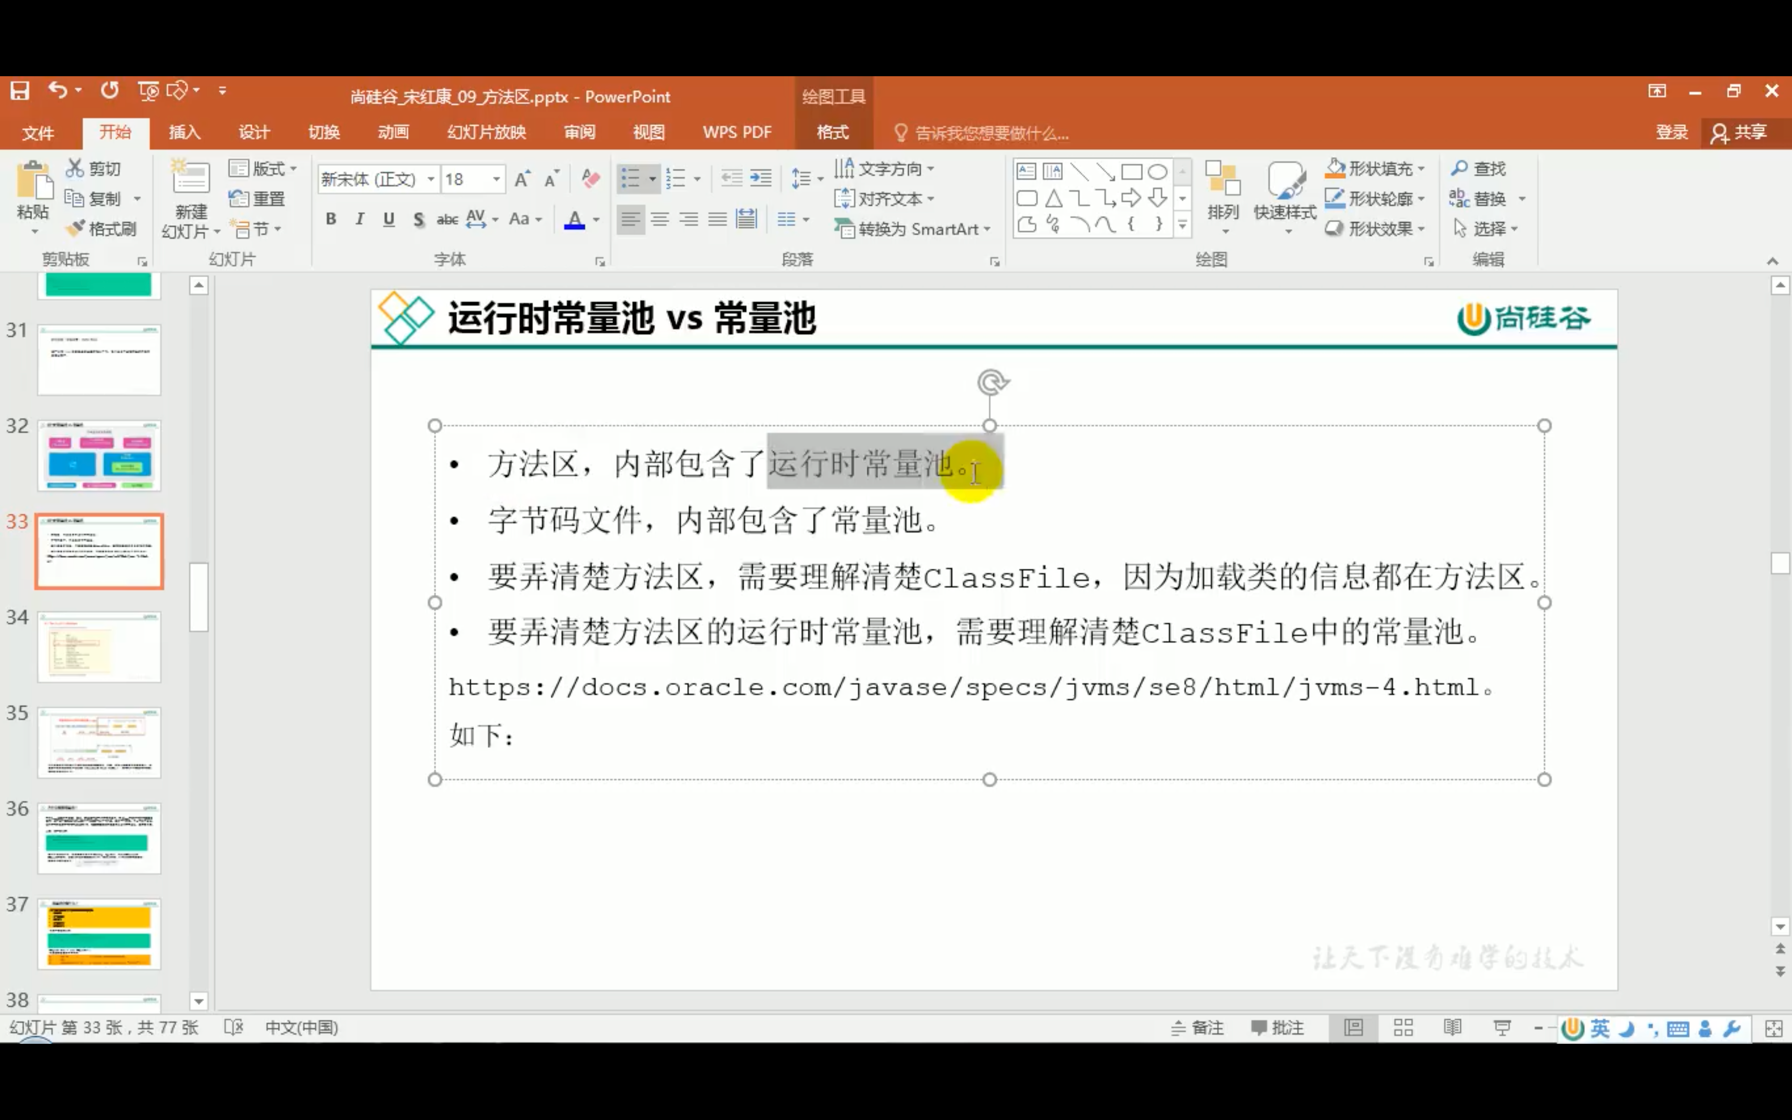 尚硅谷_宋红康_09_方法区.pptx - PowerPoint
绘图工具
文件 开始 插入 设计 切换 动画 幻灯片放映 审阅 视图 WPS PDF 格式 告诉我您想要做什么... 登录 共享
粘贴 剪切 复制 格式刷
新建幻灯片 版式 重置 节
新宋体 (正文) 18
B I U S abc AV Aa A
文字方向 对齐文本 转换为 SmartArt
排列 快速样式 形状填充 形状轮廓 形状效果
查找 替换 选择
剪贴板 幻灯片 字体 段落 绘图 编辑
31
32
33
34
35
36
37
38
运行时常量池 vs 常量池
尚硅谷
• 方法区，内部包含了运行时常量池。
• 字节码文件，内部包含了常量池。
• 要弄清楚方法区，需要理解清楚ClassFile，因为加载类的信息都在方法区。
• 要弄清楚方法区的运行时常量池，需要理解清楚ClassFile中的常量池。
https://docs.oracle.com/javase/specs/jvms/se8/html/jvms-4.html。
如下：
让天下没有难学的技术
幻灯片 第 33 张，共 77 张 中文(中国) 备注 批注 英